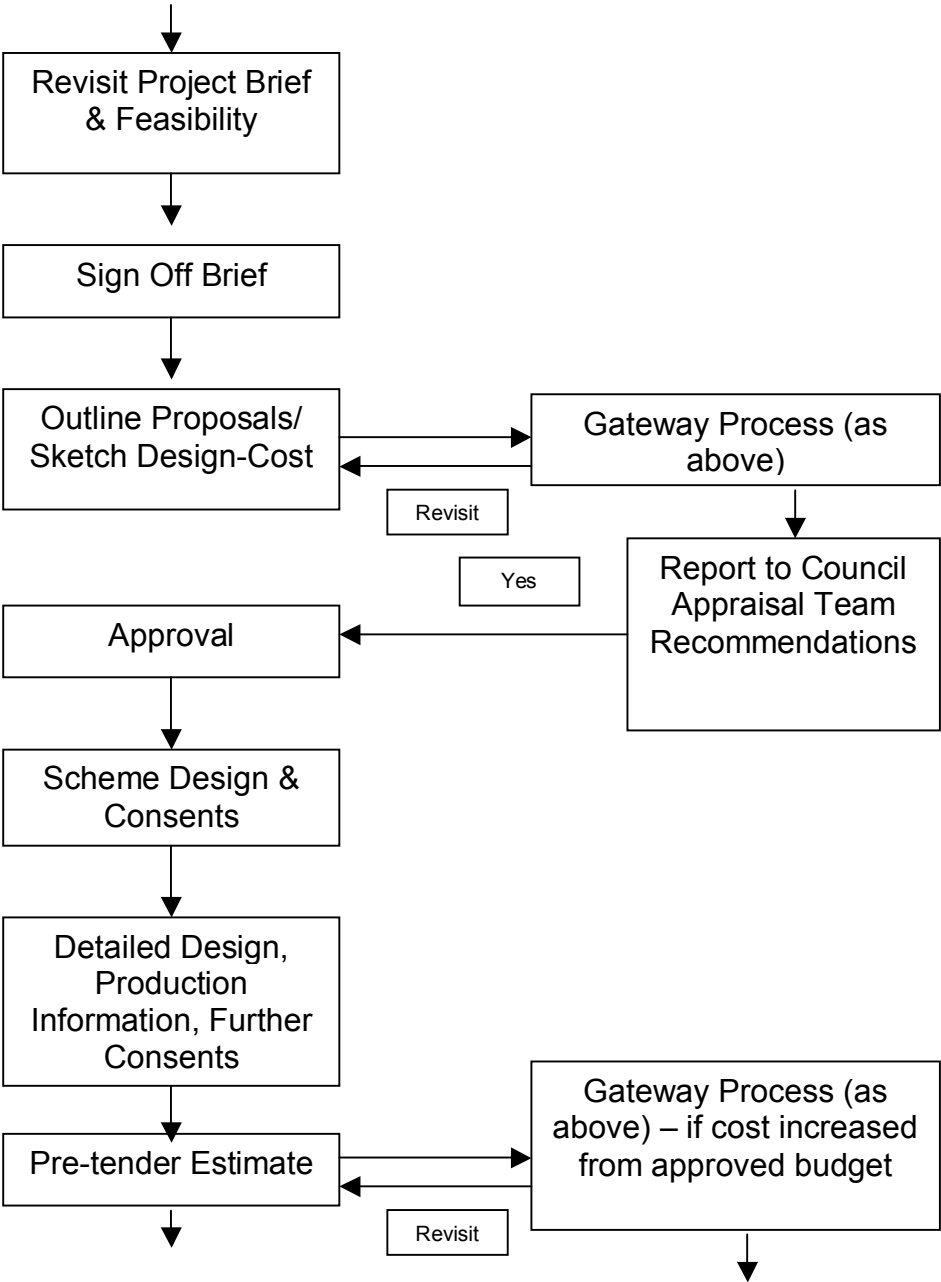 Revisit Project Brief
& Feasibility
Sign Off Brief
Outline Proposals/
Sketch Design-Cost
Gateway Process (as
above)
Revisit
Yes
Report to Council
Appraisal Team
Recommendations
Approval
Scheme Design &
Consents
Detailed Design,
Production
Information, Further
Consents
Gateway Process (as
above) – if cost increased
from approved budget
Pre-tender Estimate
Revisit